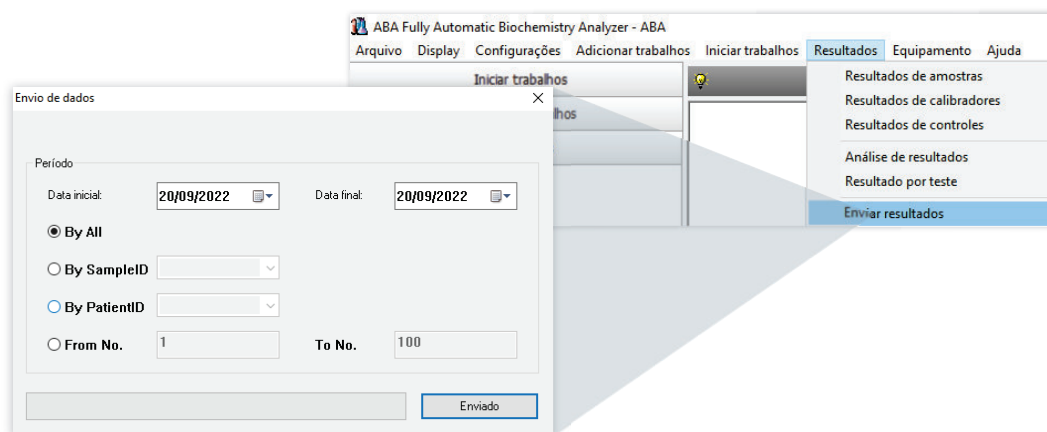 ABA Fully Automatic Biochemistry Analyzer - ABA
Arquivo Display Configurações Adicionar trabalhos Iniciar trabalhos Resultados Equipamento Ajuda
Iniciar trabalhos
Resultados de amostras
Resultados de calibradores
Resultados de controles
Análise de resultados
Resultado por teste
Enviar resultados
Envio de dados
Período
Data inicial: 20/09/2022 Data final: 20/09/2022
By All
By SampleID
By PatientID
From No. 1 To No. 100
Enviado